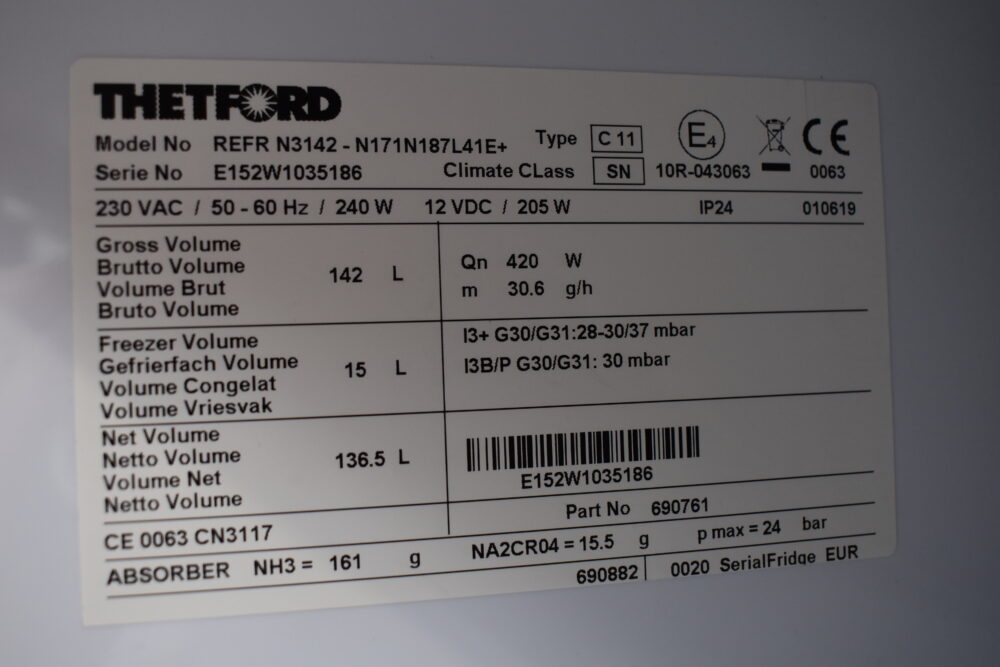 THETFORD
Model No REFR N3142 - N171N187L41E+ Type C 11 E4
Serie No E152W1035186 Climate CLass SN 10R-043063 CE 0063
230 VAC / 50 - 60 Hz / 240 W 12 VDC / 205 W IP24 010619
Gross Volume
Brutto Volume
Volume Brut
Bruto Volume
142 L
Qn 420 W
m 30.6 g/h
Freezer Volume
Gefrierfach Volume
Volume Congelat
Volume Vriesvak
15 L
I3+ G30/G31:28-30/37 mbar
I3B/P G30/G31: 30 mbar
Net Volume
Netto Volume
Volume Net
Netto Volume
136.5 L
E152W1035186
CE 0063 CN3117 Part No 690761
ABSORBER NH3 = 161 g NA2CR04 = 15.5 g p max = 24 bar
690882 0020 SerialFridge EUR